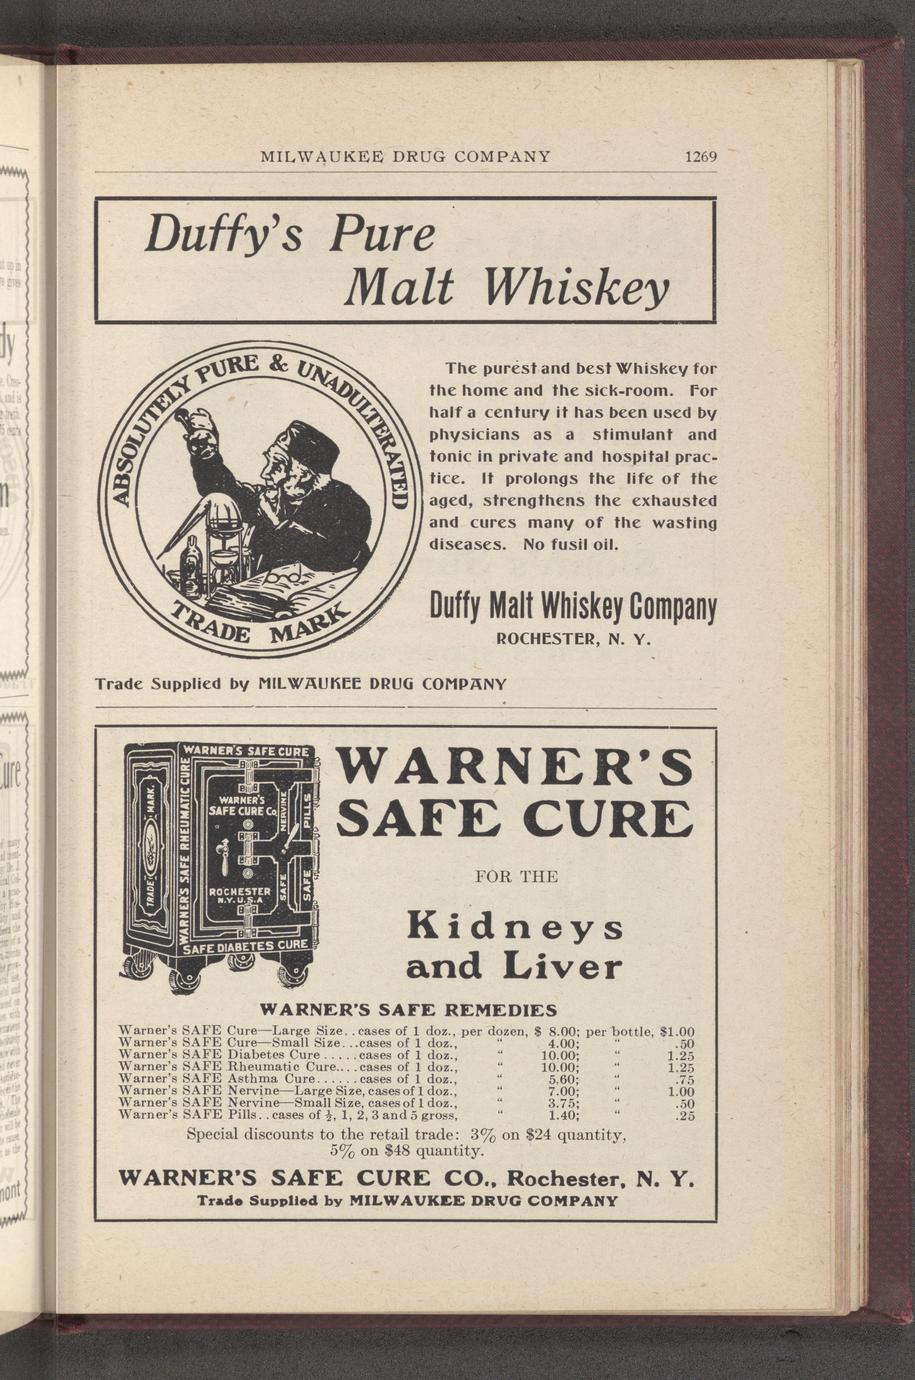 MILWAUKEE DRUG COMPANY 1269
Duffy's Pure
Malt Whiskey
ABSOLUTELY PURE & UNADULTERATED
TRADE MARK
The purest and best Whiskey for
the home and the sick-room. For
half a century it has been used by
physicians as a stimulant and
tonic in private and hospital prac-
tice. It prolongs the life of the
aged, strengthens the exhausted
and cures many of the wasting
diseases. No fusil oil.
Duffy Malt Whiskey Company
ROCHESTER, N. Y.
Trade Supplied by MILWAUKEE DRUG COMPANY
WARNER'S SAFE CURE
TRADE MARK.
WARNER'S SAFE RHEUMATIC CURE
WARNER'S
SAFE CURE Co.
ROCHESTER
N.Y. U.S.A
SAFE NERVINE
SAFE PILLS
SAFE DIABETES CURE
WARNER'S
SAFE CURE
FOR THE
Kidneys
and Liver
WARNER'S SAFE REMEDIES
Warner's SAFE Cure—Large Size..cases of 1 doz., per dozen, $ 8.00; per bottle, $1.00
Warner's SAFE Cure—Small Size...cases of 1 doz., " 4.00; " .50
Warner's SAFE Diabetes Cure.....cases of 1 doz., " 10.00; " 1.25
Warner's SAFE Rheumatic Cure....cases of 1 doz., " 10.00; " 1.25
Warner's SAFE Asthma Cure......cases of 1 doz., " 5.60; " .75
Warner's SAFE Nervine—Large Size, cases of 1 doz., " 7.00; " 1.00
Warner's SAFE Nervine—Small Size, cases of 1 doz., " 3.75; " .50
Warner's SAFE Pills..cases of ½, 1, 2, 3 and 5 gross, " 1.40; " .25
Special discounts to the retail trade: 3% on $24 quantity,
5% on $48 quantity.
WARNER'S SAFE CURE CO., Rochester, N. Y.
Trade Supplied by MILWAUKEE DRUG COMPANY